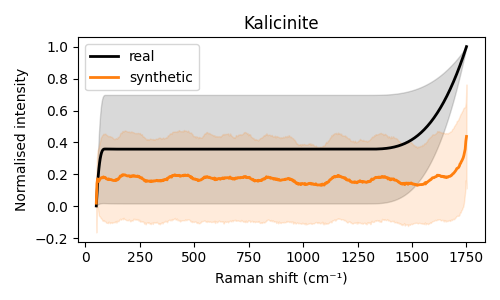 Kalicinite
real
synthetic
Normalised intensity
1.0
0.8
0.6
0.4
0.2
0.0
−0.2
0 250 500 750 1000 1250 1500 1750
Raman shift (cm⁻¹)